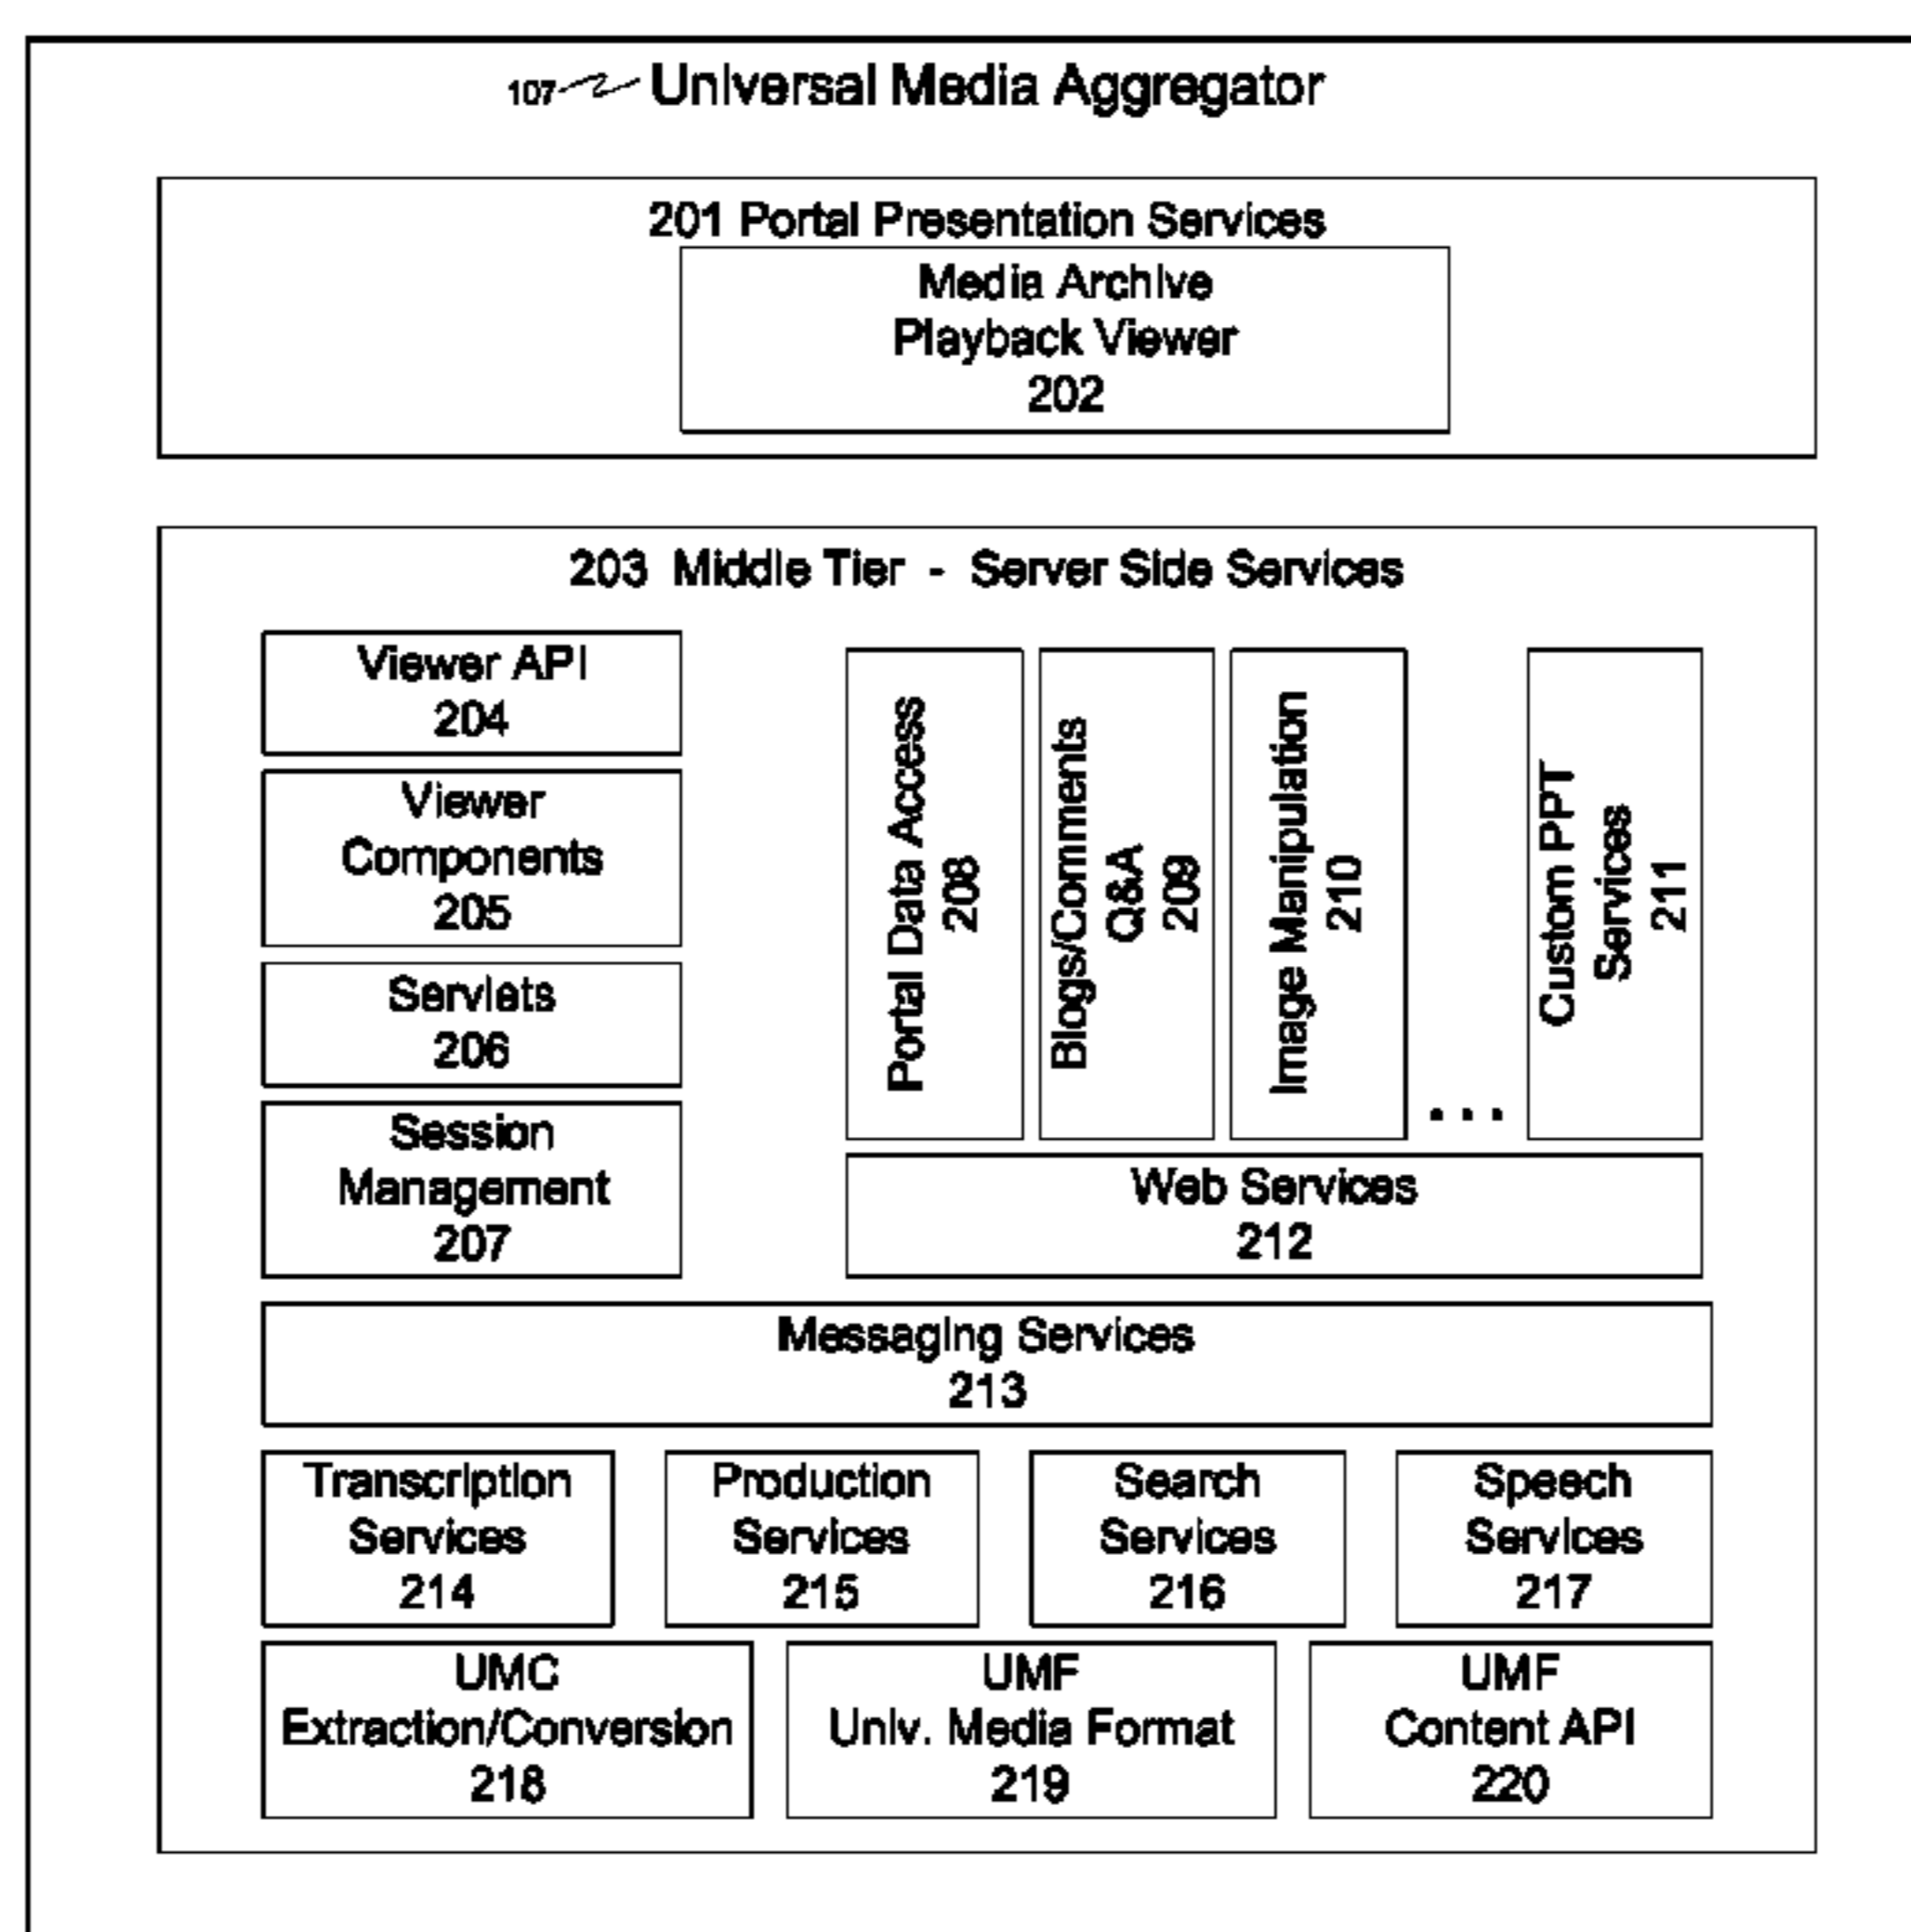 107 Universal Media Aggregator
201 Portal Presentation Services
Media Archive
Playback Viewer
202
203 Middle Tier - Server Side Services
Viewer API
204
Viewer
Components
205
Servlets
206
Session
Management
207
Portal Data Access
208
Blogs/Comments
Q&A
209
Image Manipulation
210
...
Custom PPT
Services
211
Web Services
212
Messaging Services
213
Transcription
Services
214
Production
Services
215
Search
Services
216
Speech
Services
217
UMC
Extraction/Conversion
218
UMF
Univ. Media Format
219
UMF
Content API
220